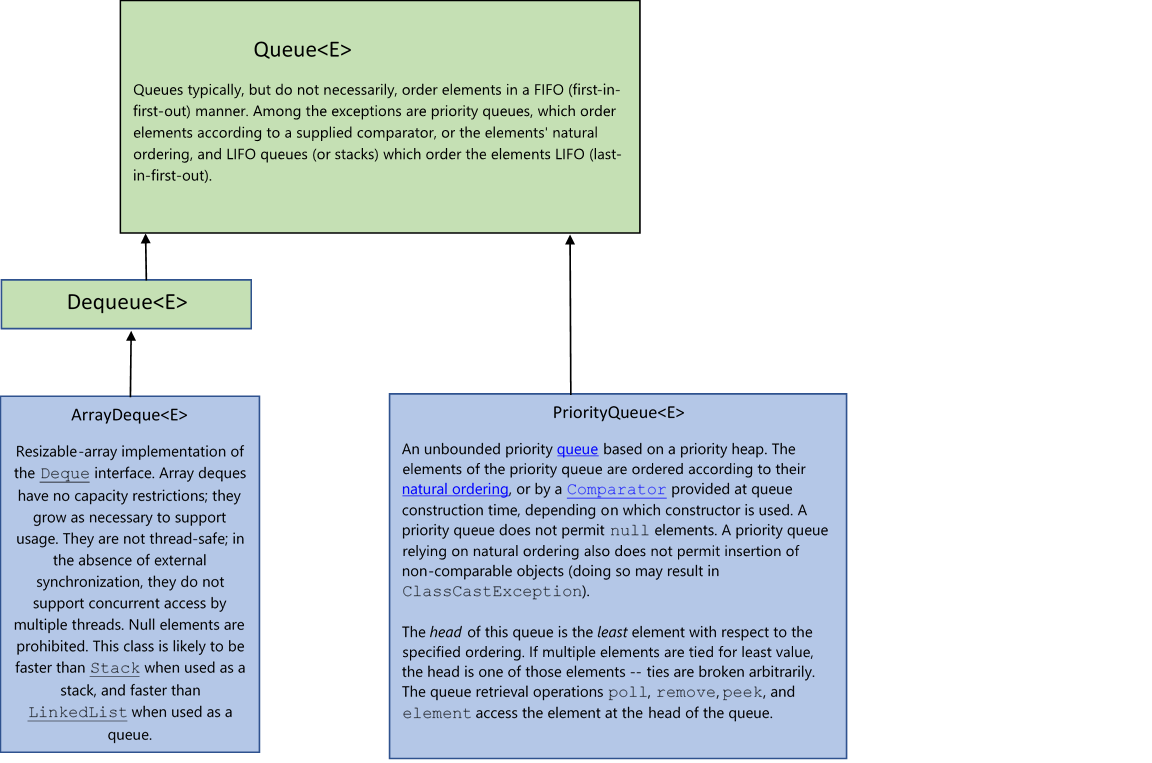 Queue<E>
Queues typically, but do not necessarily, order elements in a FIFO (first-in-
first-out) manner. Among the exceptions are priority queues, which order
elements according to a supplied comparator, or the elements' natural
ordering, and LIFO queues (or stacks) which order the elements LIFO (last-
in-first-out).
Dequeue<E>
ArrayDeque<E>
Resizable-array implementation of
the Deque interface. Array deques
have no capacity restrictions; they
grow as necessary to support
usage. They are not thread-safe; in
the absence of external
synchronization, they do not
support concurrent access by
multiple threads. Null elements are
prohibited. This class is likely to be
faster than Stack when used as a
stack, and faster than
LinkedList when used as a
queue.
PriorityQueue<E>
An unbounded priority queue based on a priority heap. The
elements of the priority queue are ordered according to their
natural ordering, or by a Comparator provided at queue
construction time, depending on which constructor is used. A
priority queue does not permit null elements. A priority queue
relying on natural ordering also does not permit insertion of
non-comparable objects (doing so may result in
ClassCastException).
The head of this queue is the least element with respect to the
specified ordering. If multiple elements are tied for least value,
the head is one of those elements -- ties are broken arbitrarily.
The queue retrieval operations poll, remove, peek, and
element access the element at the head of the queue.